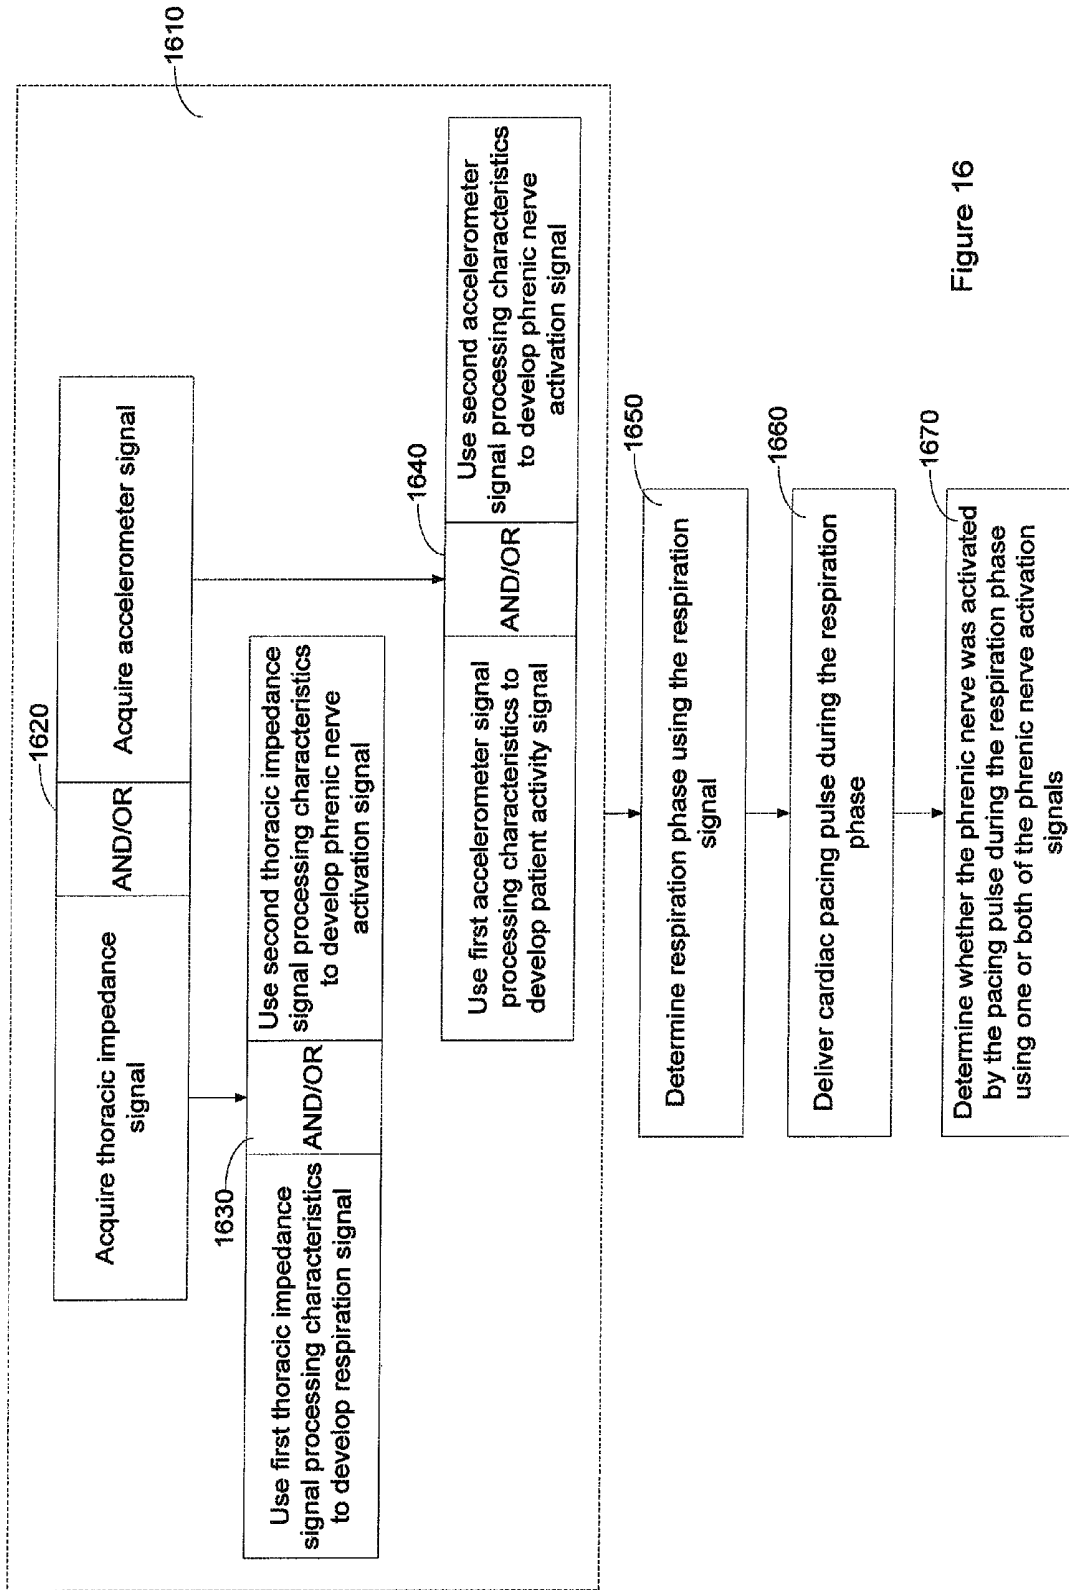 1610
1620
Acquire thoracic impedance
signal
AND/OR
Acquire accelerometer signal
1630
Use first thoracic impedance
signal processing characteristics
to develop respiration signal
AND/OR
Use second thoracic impedance
signal processing characteristics
to develop phrenic nerve
activation signal
1640
Use first accelerometer signal
processing characteristics to
develop patient activity signal
AND/OR
Use second accelerometer
signal processing characteristics
to develop phrenic nerve
activation signal
1650
Determine respiration phase using the respiration
signal
1660
Deliver cardiac pacing pulse during the respiration
phase
1670
Determine whether the phrenic nerve was activated
by the pacing pulse during the respiration phase
using one or both of the phrenic nerve activation
signals
Figure 16